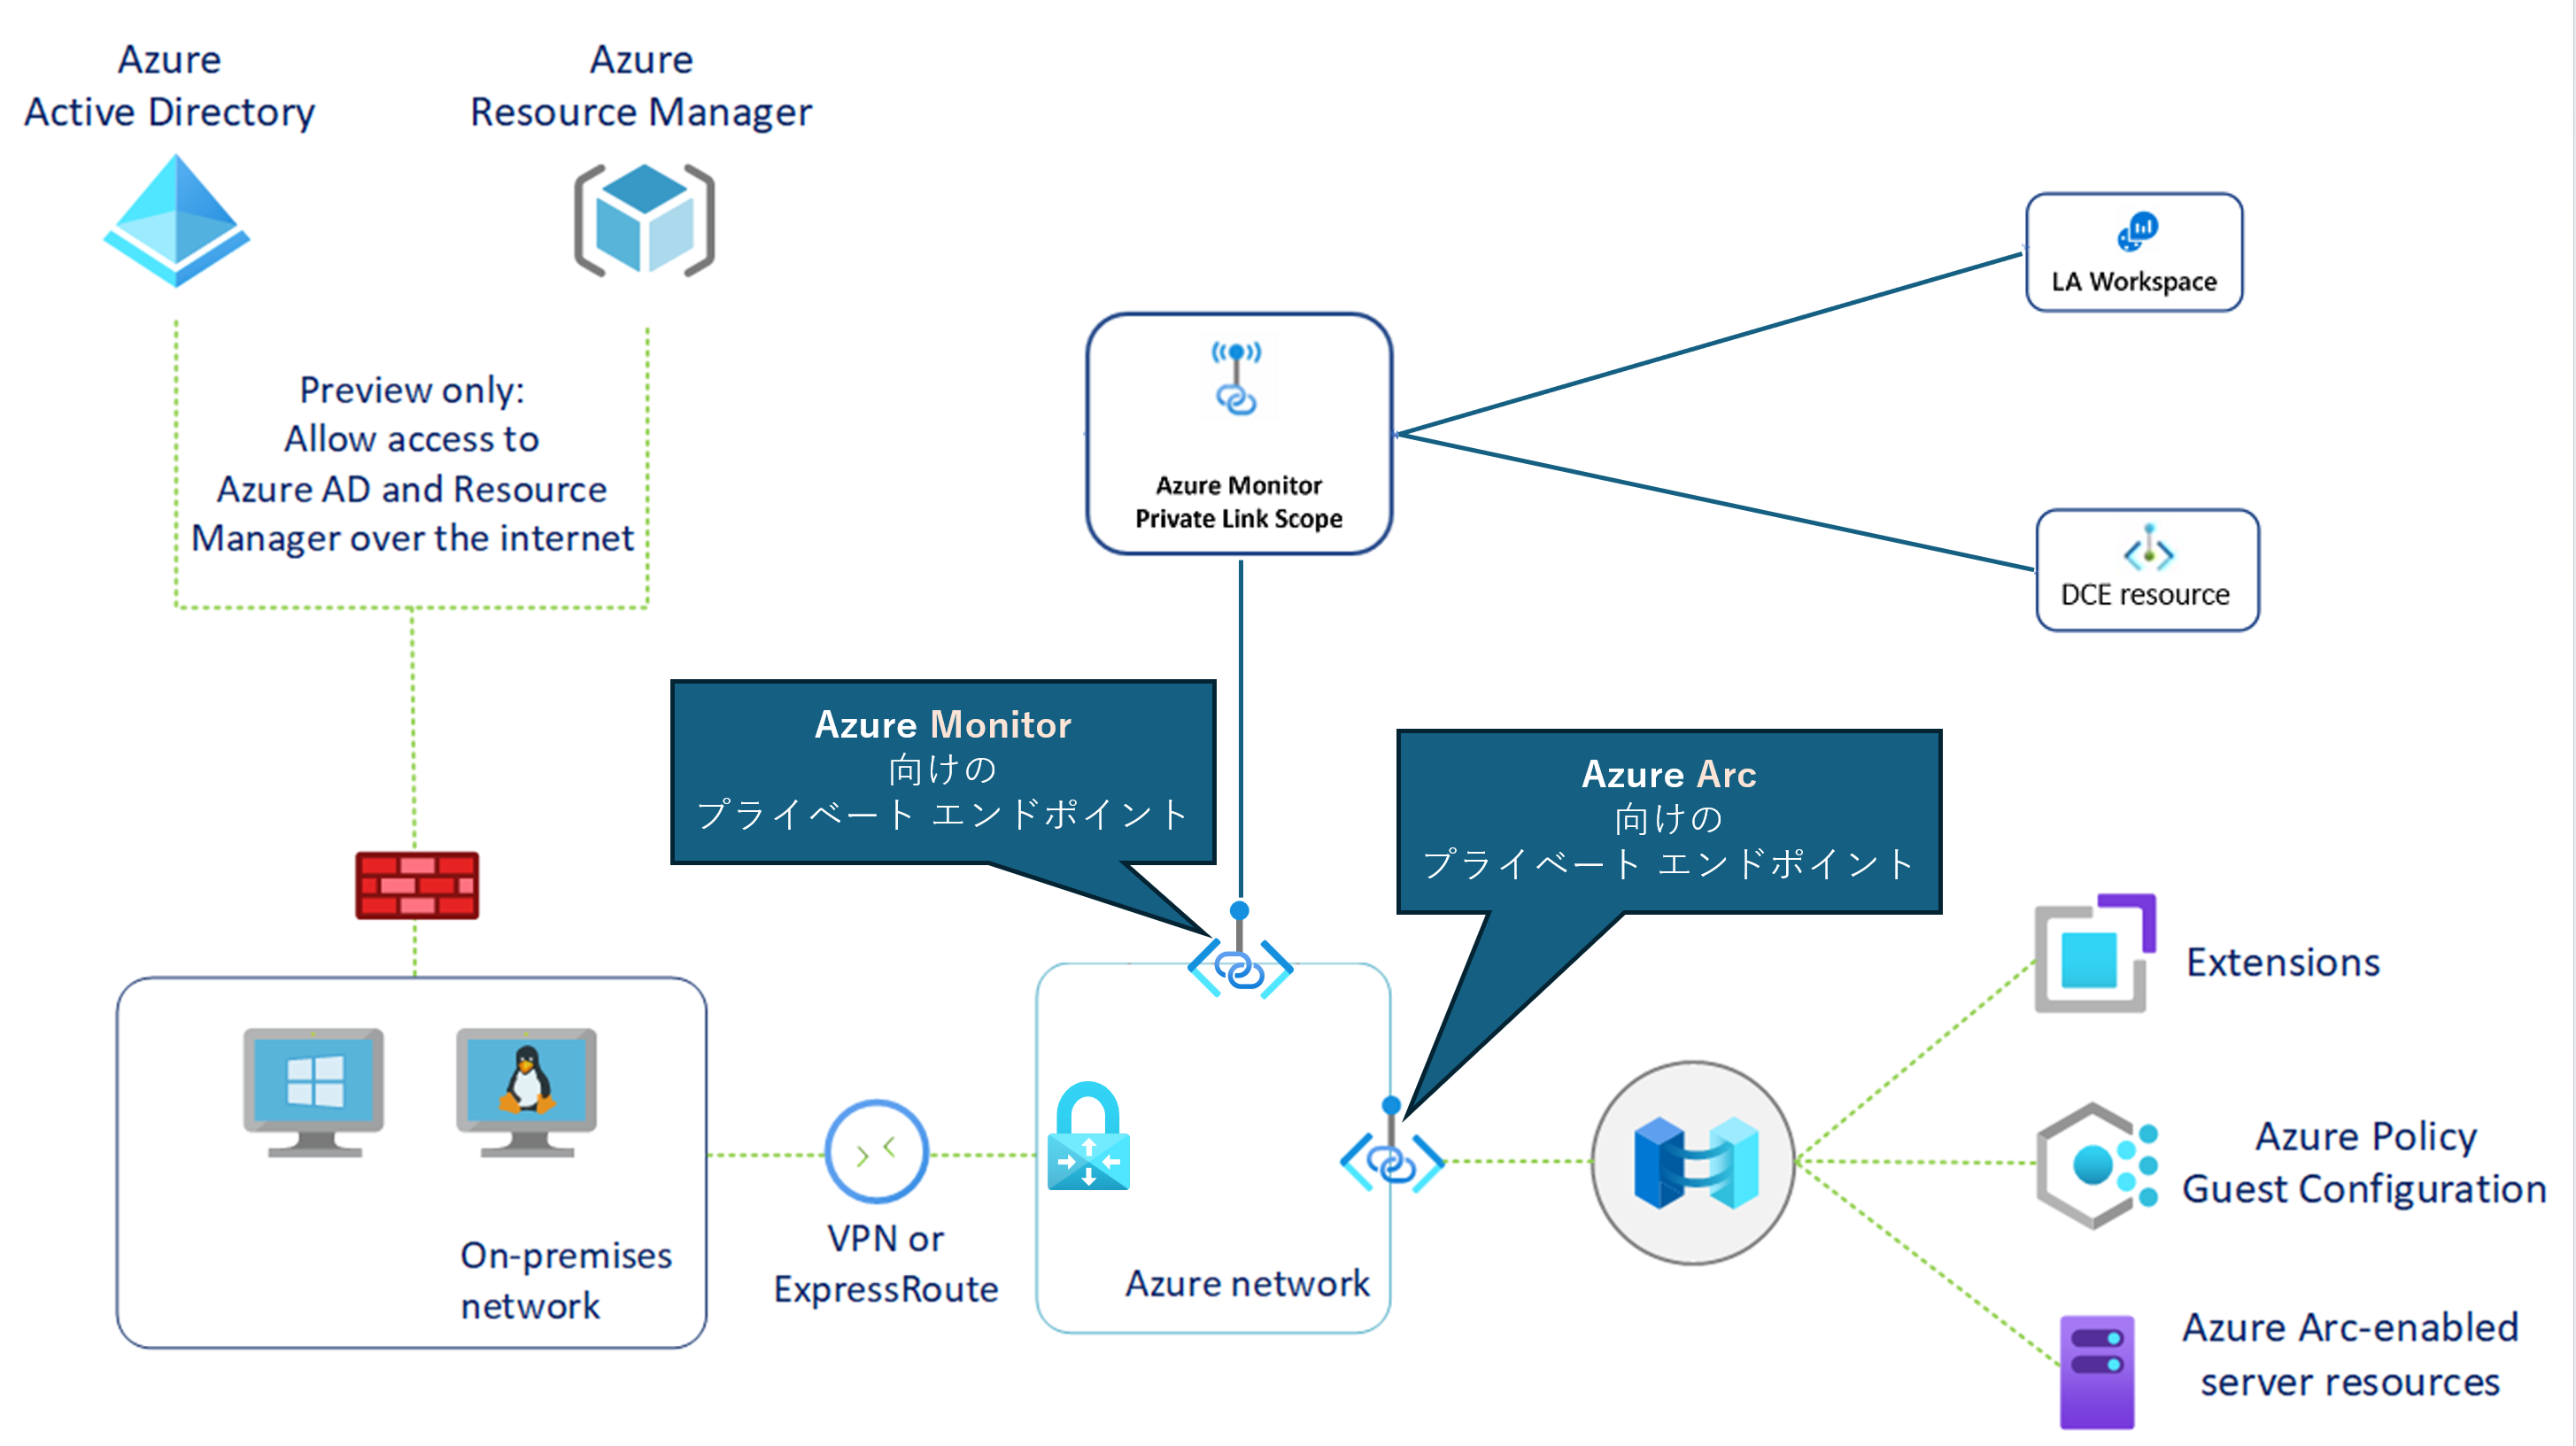 Azure
Active Directory
Azure
Resource Manager
Preview only:
Allow access to
Azure AD and Resource
Manager over the internet
Azure Monitor
Private Link Scope
LA Workspace
DCE resource
Azure Monitor
向けの
プライベート エンドポイント
Azure Arc
向けの
プライベート エンドポイント
On-premises
network
VPN or
ExpressRoute
Azure network
Extensions
Azure Policy
Guest Configuration
Azure Arc-enabled
server resources